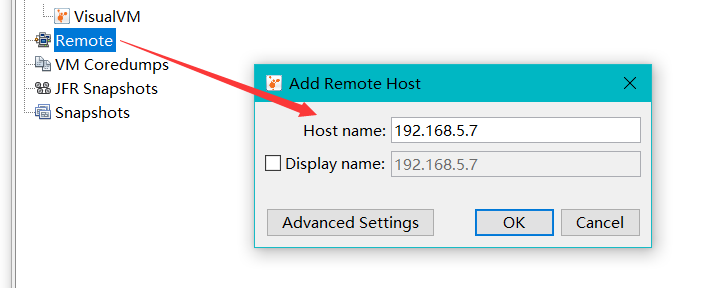 VisualVM
Remote
VM Coredumps
JFR Snapshots
Snapshots
Add Remote Host
Host name: 192.168.5.7
Display name: 192.168.5.7
Advanced Settings OK Cancel